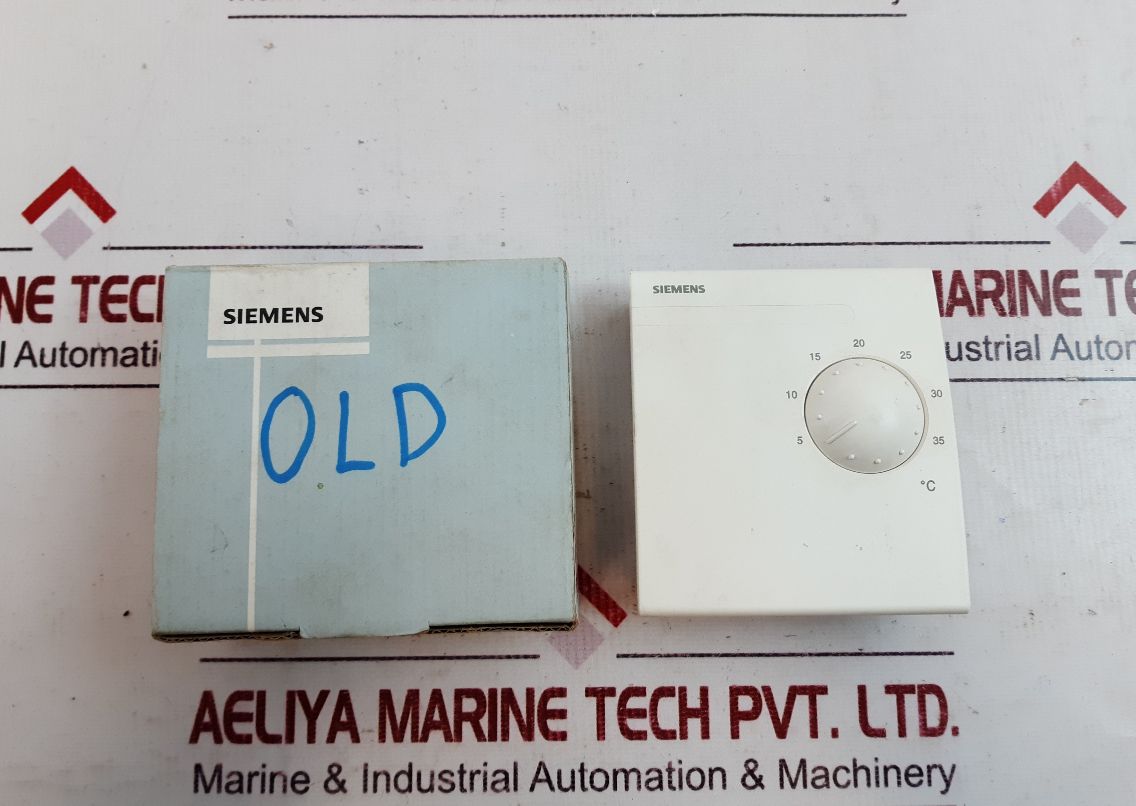 NE TEC
l Automati
SIEMENS
OLD
SIEMENS
20
15
25
10
30
5
35
°C
ARINE TE
ustrial Autor
AELIYA MARINE TECH PVT. LTD.
Marine & Industrial Automation & Machinery